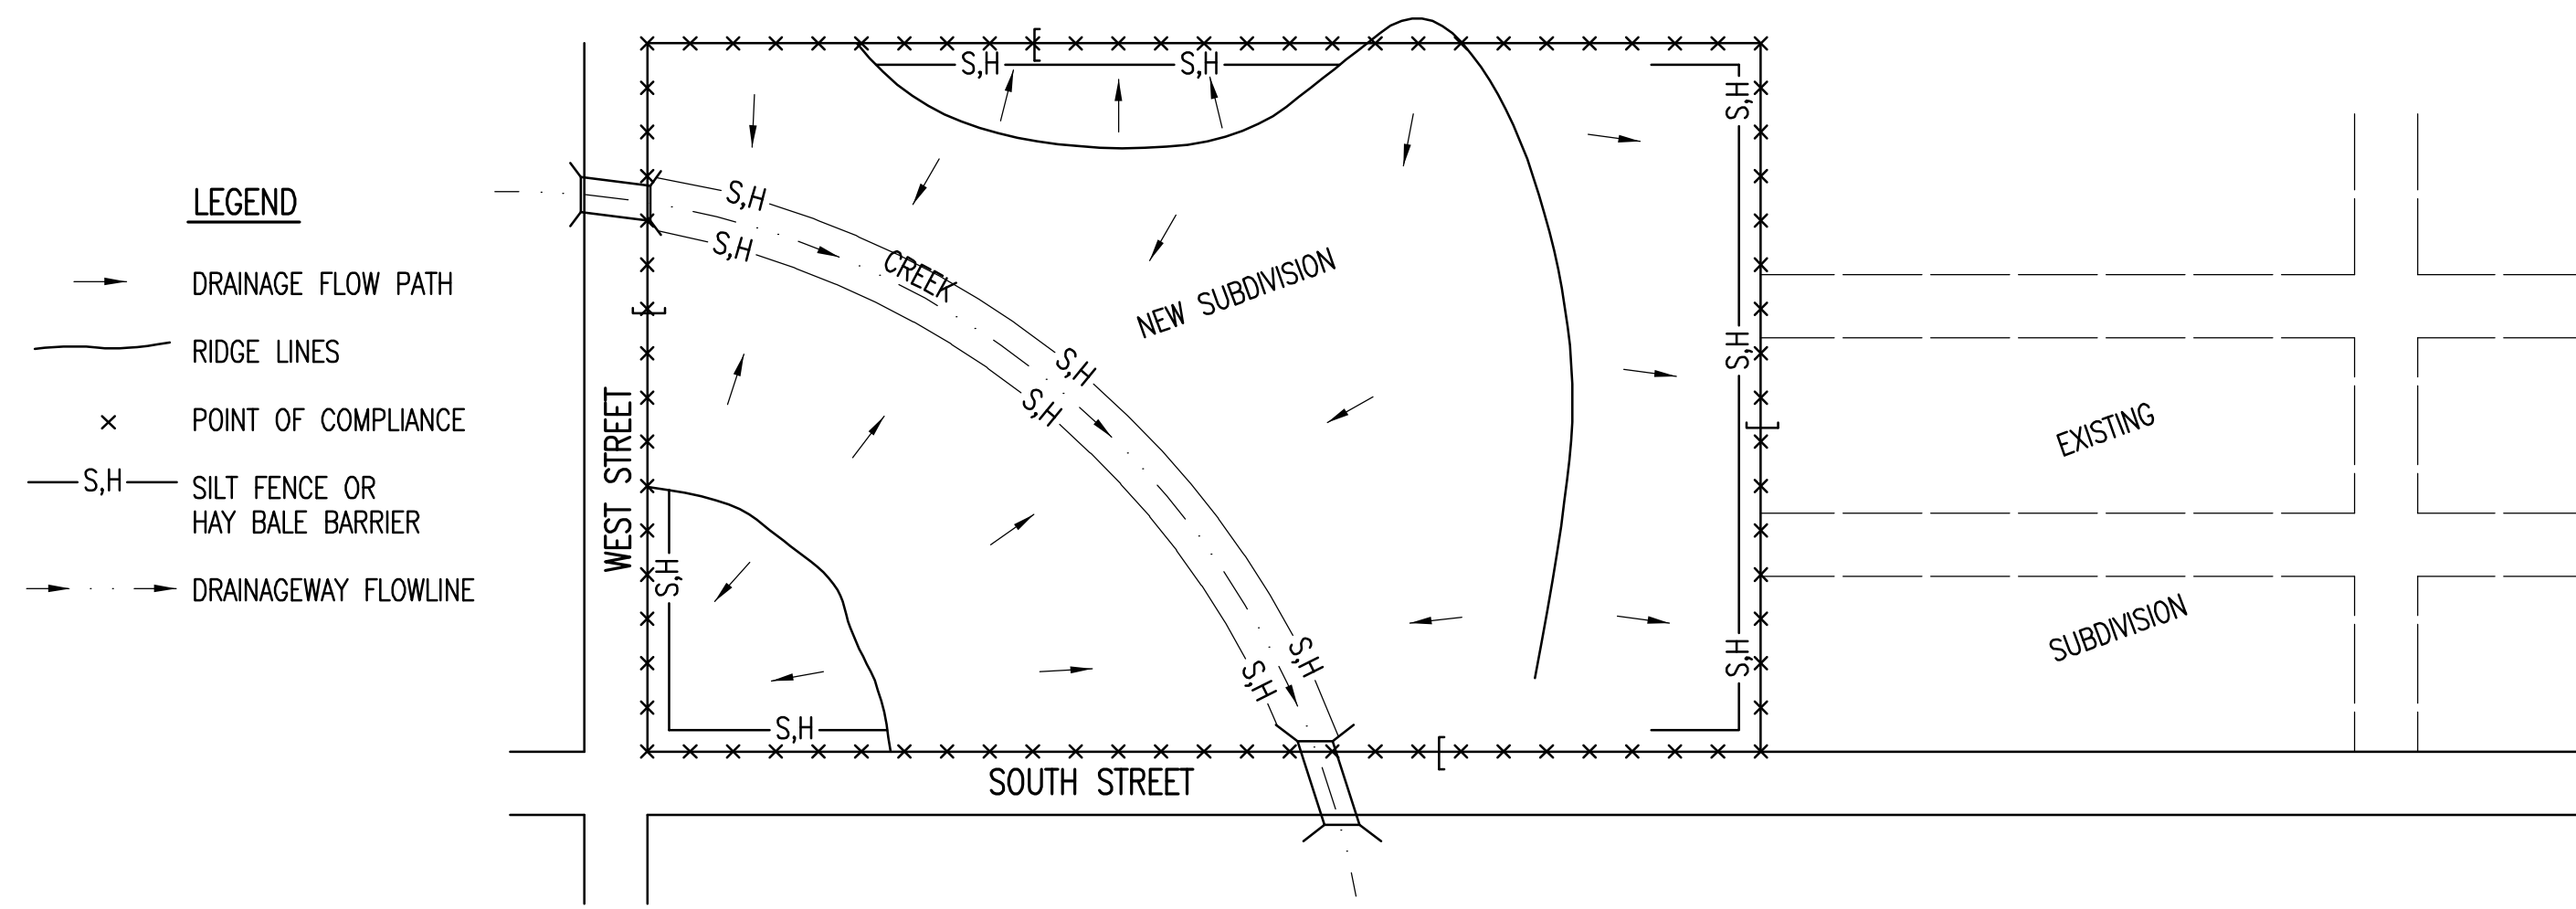 LEGEND
DRAINAGE FLOW PATH
RIDGE LINES
POINT OF COMPLIANCE
S,H
SILT FENCE OR
HAY BALE BARRIER
DRAINAGEWAY FLOWLINE
S,H
S,H
S,H
S,H
S,H
CREEK
NEW SUBDIVISION
S,H
S,H
S,H
WEST STREET
EXISTING
S,H
S,H
S,H
S,H
SUBDIVISION
S,H
SOUTH STREET